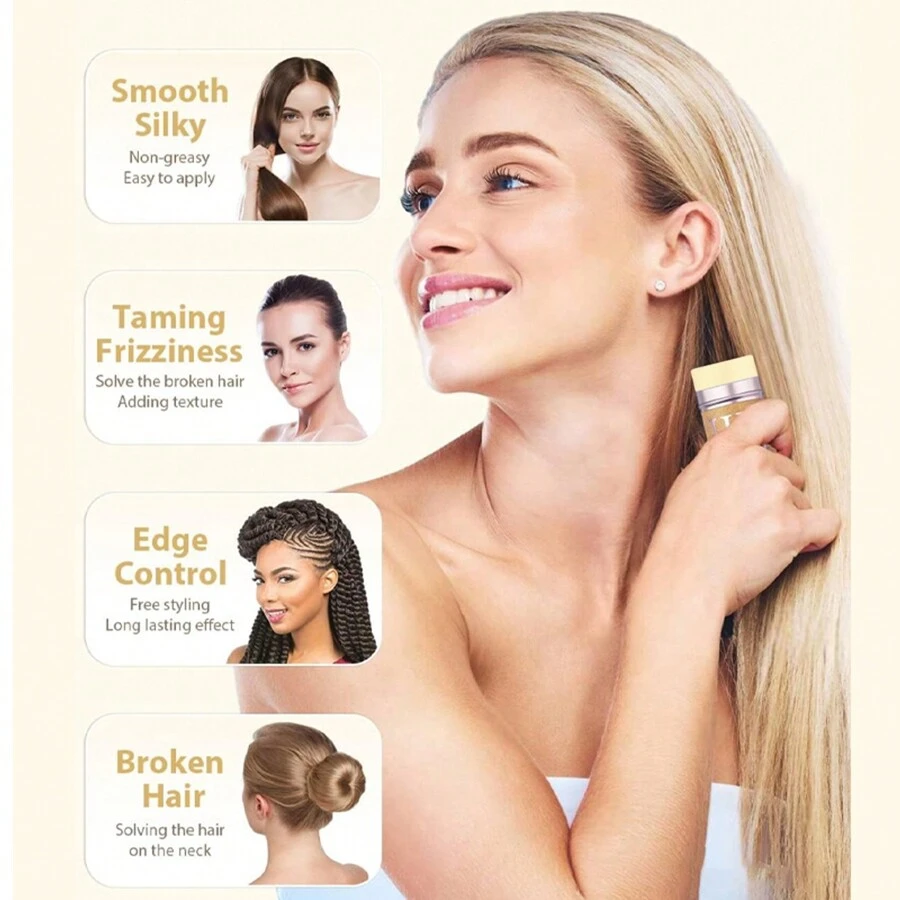 Smooth
Silky
Non-greasy
Easy to apply
Taming
Frizziness
Solve the broken hair
Adding texture
Edge
Control
Free styling
Long lasting effect
Broken
Hair
Solving the hair
on the neck